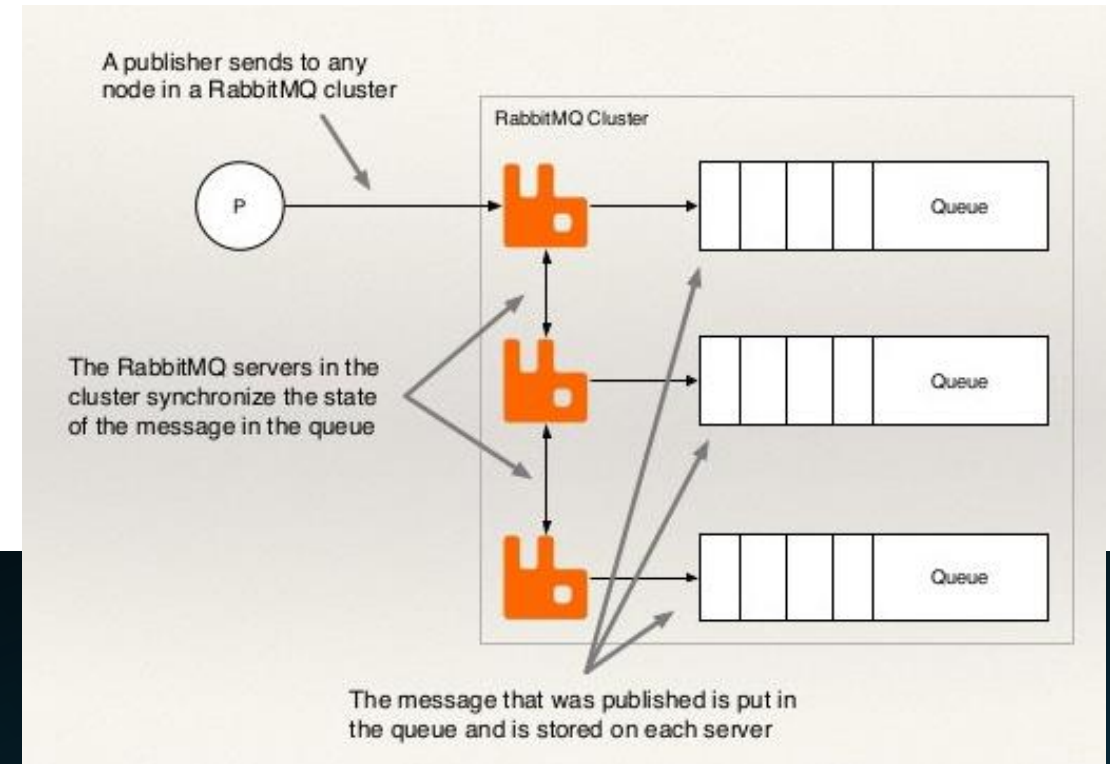 A publisher sends to any
node in a RabbitMQ cluster
RabbitMQ Cluster
P
Queue
The RabbitMQ servers in the
cluster synchronize the state
of the message in the queue
Queue
Queue
The message that was published is put in
the queue and is stored on each server